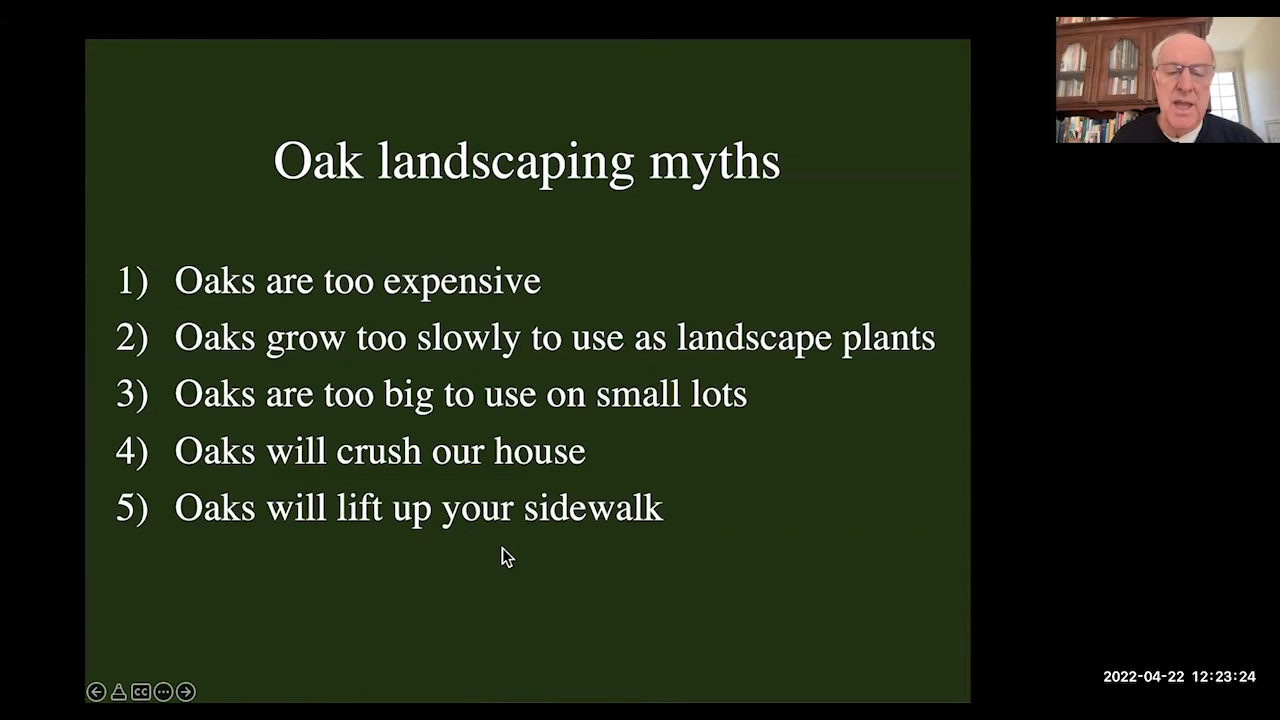 Oak landscaping myths
1) Oaks are too expensive
2) Oaks grow too slowly to use as landscape plants
3) Oaks are too big to use on small lots
4) Oaks will crush our house
5) Oaks will lift up your sidewalk
CC
2022-04-22 12:23:24